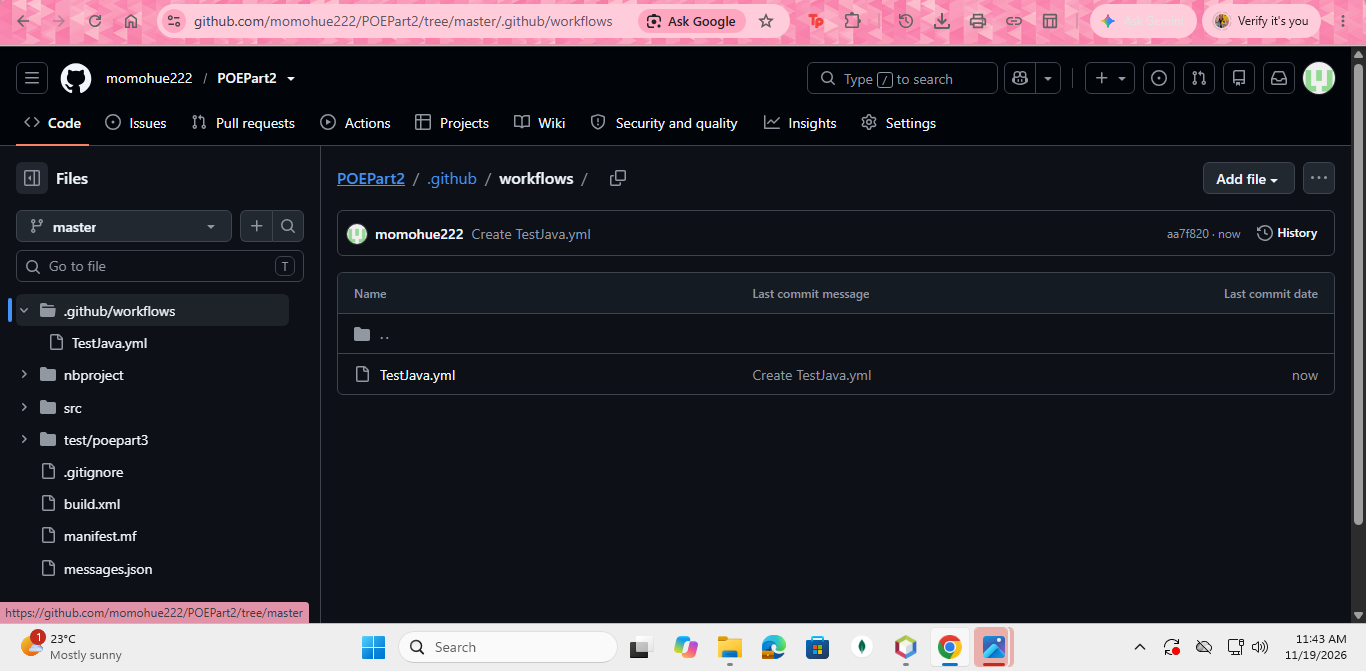 github.com/momohue222/POEPart2/tree/master/.github/workflows
Ask Google
Tp
Verify it's you
momohue222 / POEPart2
Type / to search
Code
Issues
Pull requests
Actions
Projects
Wiki
Security and quality
Insights
Settings
Files
POEPart2 / .github / workflows /
Add file
master
momohue222 Create TestJava.yml
aa7f820 · now
History
Go to file
T
Name
Last commit message
Last commit date
.github/workflows
..
TestJava.yml
TestJava.yml
Create TestJava.yml
now
nbproject
src
test/poepart3
.gitignore
build.xml
manifest.mf
messages.json
https://github.com/momohue222/POEPart2/tree/master
1
23°C
Mostly sunny
Search
11:43 AM
11/19/2026